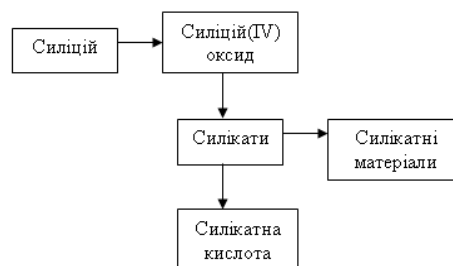 Силіцій
Силіцій(IV)
оксид
Силікати
Силікатні
матеріали
Силікатна
кислота